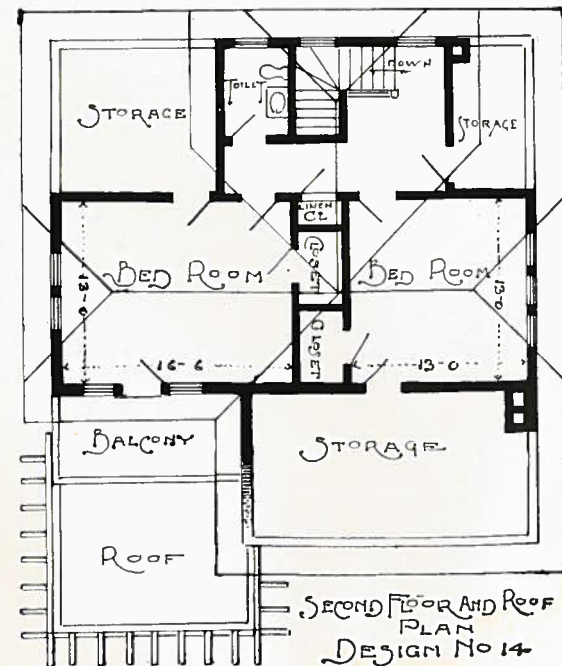 TOILET
DOWN
STORAGE
STORAGE
LINEN
CL
BED ROOM
CLOSET
BED ROOM
13-0
13-0
16-6
CLOSET
13-0
BALCONY
STORAGE
ROOF
SECOND FLOOR AND ROOF
PLAN
DESIGN No 14